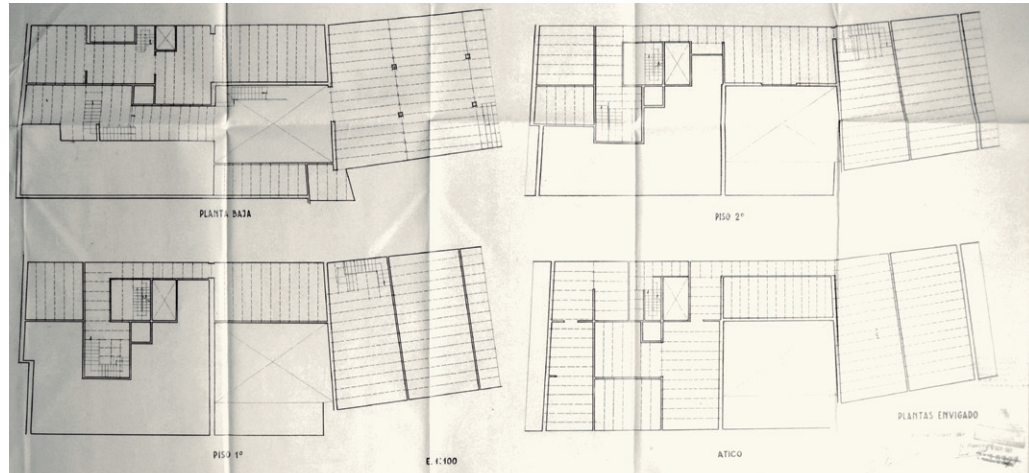 PLANTA BAJA
PISO 2º
PISO 1º
E. 1:100
ATICO
PLANTAS ENVIGADO